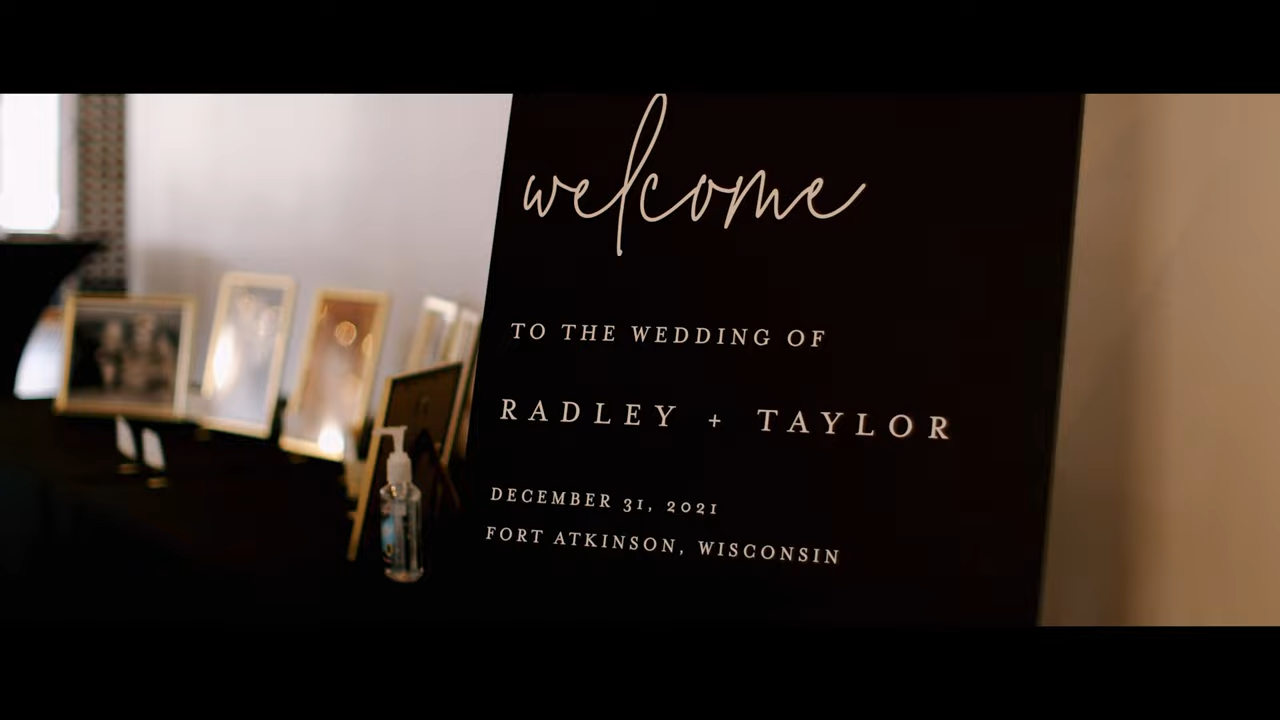 welcome
TO THE WEDDING OF
RADLEY + TAYLOR
DECEMBER 31, 2021
FORT ATKINSON, WISCONSIN